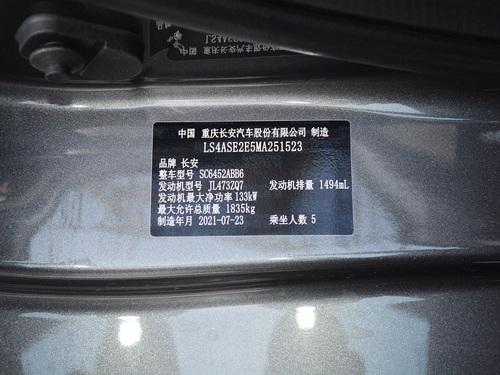 中国 重庆长安汽车股份有限公司 制造
LS4ASE2E5MA251523
品牌 长安
整车型号 SC6452ABB6
发动机型号 JL473ZQ7 发动机排量 1494mL
发动机最大净功率 133kW
最大允许总质量 1835kg
制造年月 2021-07-23 乘坐人数 5